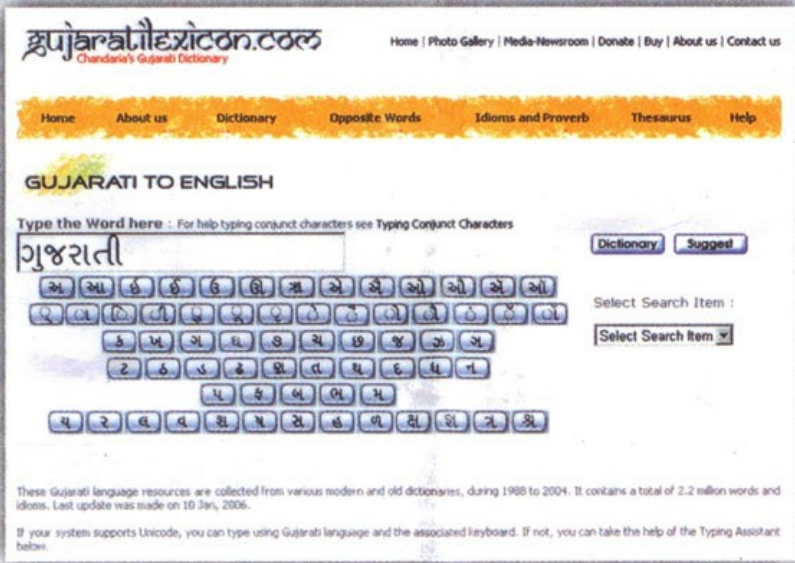 gujaratilexicon.com
Chandaria's Gujarati Dictionary
Home | Photo Gallery | Media-Newsroom | Donate | Buy | About us | Contact us
Home About us Dictionary Opposite Words Idioms and Proverb Thesaurus Help
GUJARATI TO ENGLISH
Type the Word here : For help typing conjunct characters see Typing Conjunct Characters
ગુજરાતી
Dictionary Suggest
અ આ ઇ ઈ ઉ ઊ ઋ એ ઐ ઓ ઔ ઍ ઑ
ક ખ ગ ઘ ઙ ચ છ જ ઝ ઞ
ટ ઠ ડ ઢ ણ ત થ દ ધ ન
પ ફ બ ભ મ
ય ર લ વ શ ષ સ હ ળ ક્ષ જ્ઞ ત્ર શ્ર
Select Search Item :
Select Search Item
These Gujarati language resources are collected from various modern and old dictionaries, during 1988 to 2004. It contains a total of 2.2 million words and
idioms. Last update was made on 10 Jan, 2006.
If your system supports Unicode, you can type using Gujarati language and the associated keyboard. If not, you can take the help of the Typing Assistant
below.